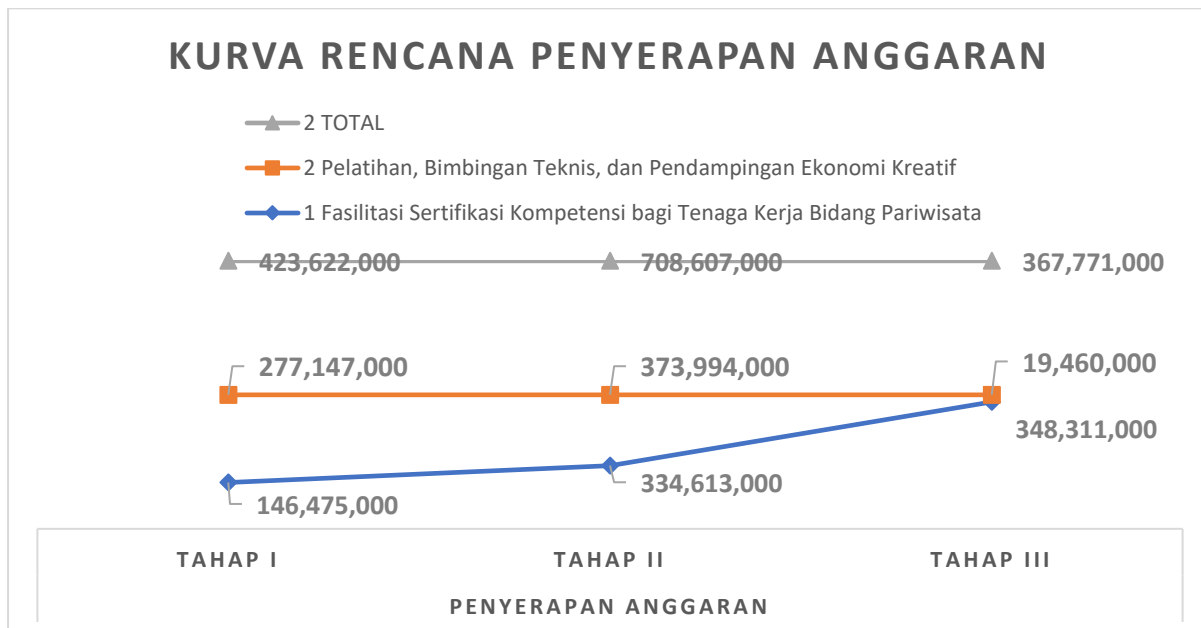 KURVA RENCANA PENYERAPAN ANGGARAN
2 TOTAL
2 Pelatihan, Bimbingan Teknis, dan Pendampingan Ekonomi Kreatif
1 Fasilitasi Sertifikasi Kompetensi bagi Tenaga Kerja Bidang Pariwisata
423,622,000 708,607,000 367,771,000
277,147,000 373,994,000 19,460,000
348,311,000
334,613,000
146,475,000
TAHAP I TAHAP II TAHAP III
PENYERAPAN ANGGARAN